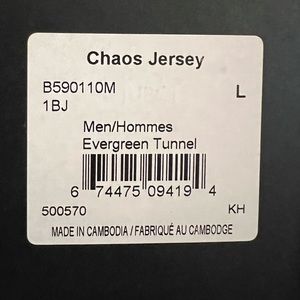 Chaos Jersey
B590110M
1BJ
L
Men/Hommes
Evergreen Tunnel
6 74475 09419 4
500570
KH
MADE IN CAMBODIA / FABRIQUÉ AU CAMBODGE